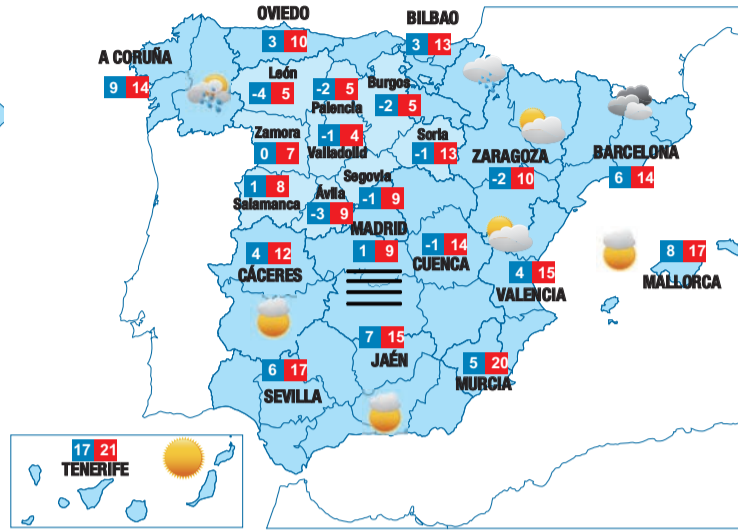 OVIEDO
3 10
BILBAO
3 13
A CORUÑA
9 14
León
-4 5
-2 5
Palencia
Burgos
-2 5
Zamora
0 7
-1 4
Valladolid
Soria
-1 13
ZARAGOZA
-2 10
BARCELONA
6 14
1 8
Salamanca
Ávila
-3 9
Segovia
-1 9
MADRID
1 9
-1 14
CUENCA
4 12
CÁCERES
4 15
VALENCIA
8 17
MALLORCA
7 15
JAÉN
6 17
SEVILLA
5 20
MURCIA
17 21
TENERIFE